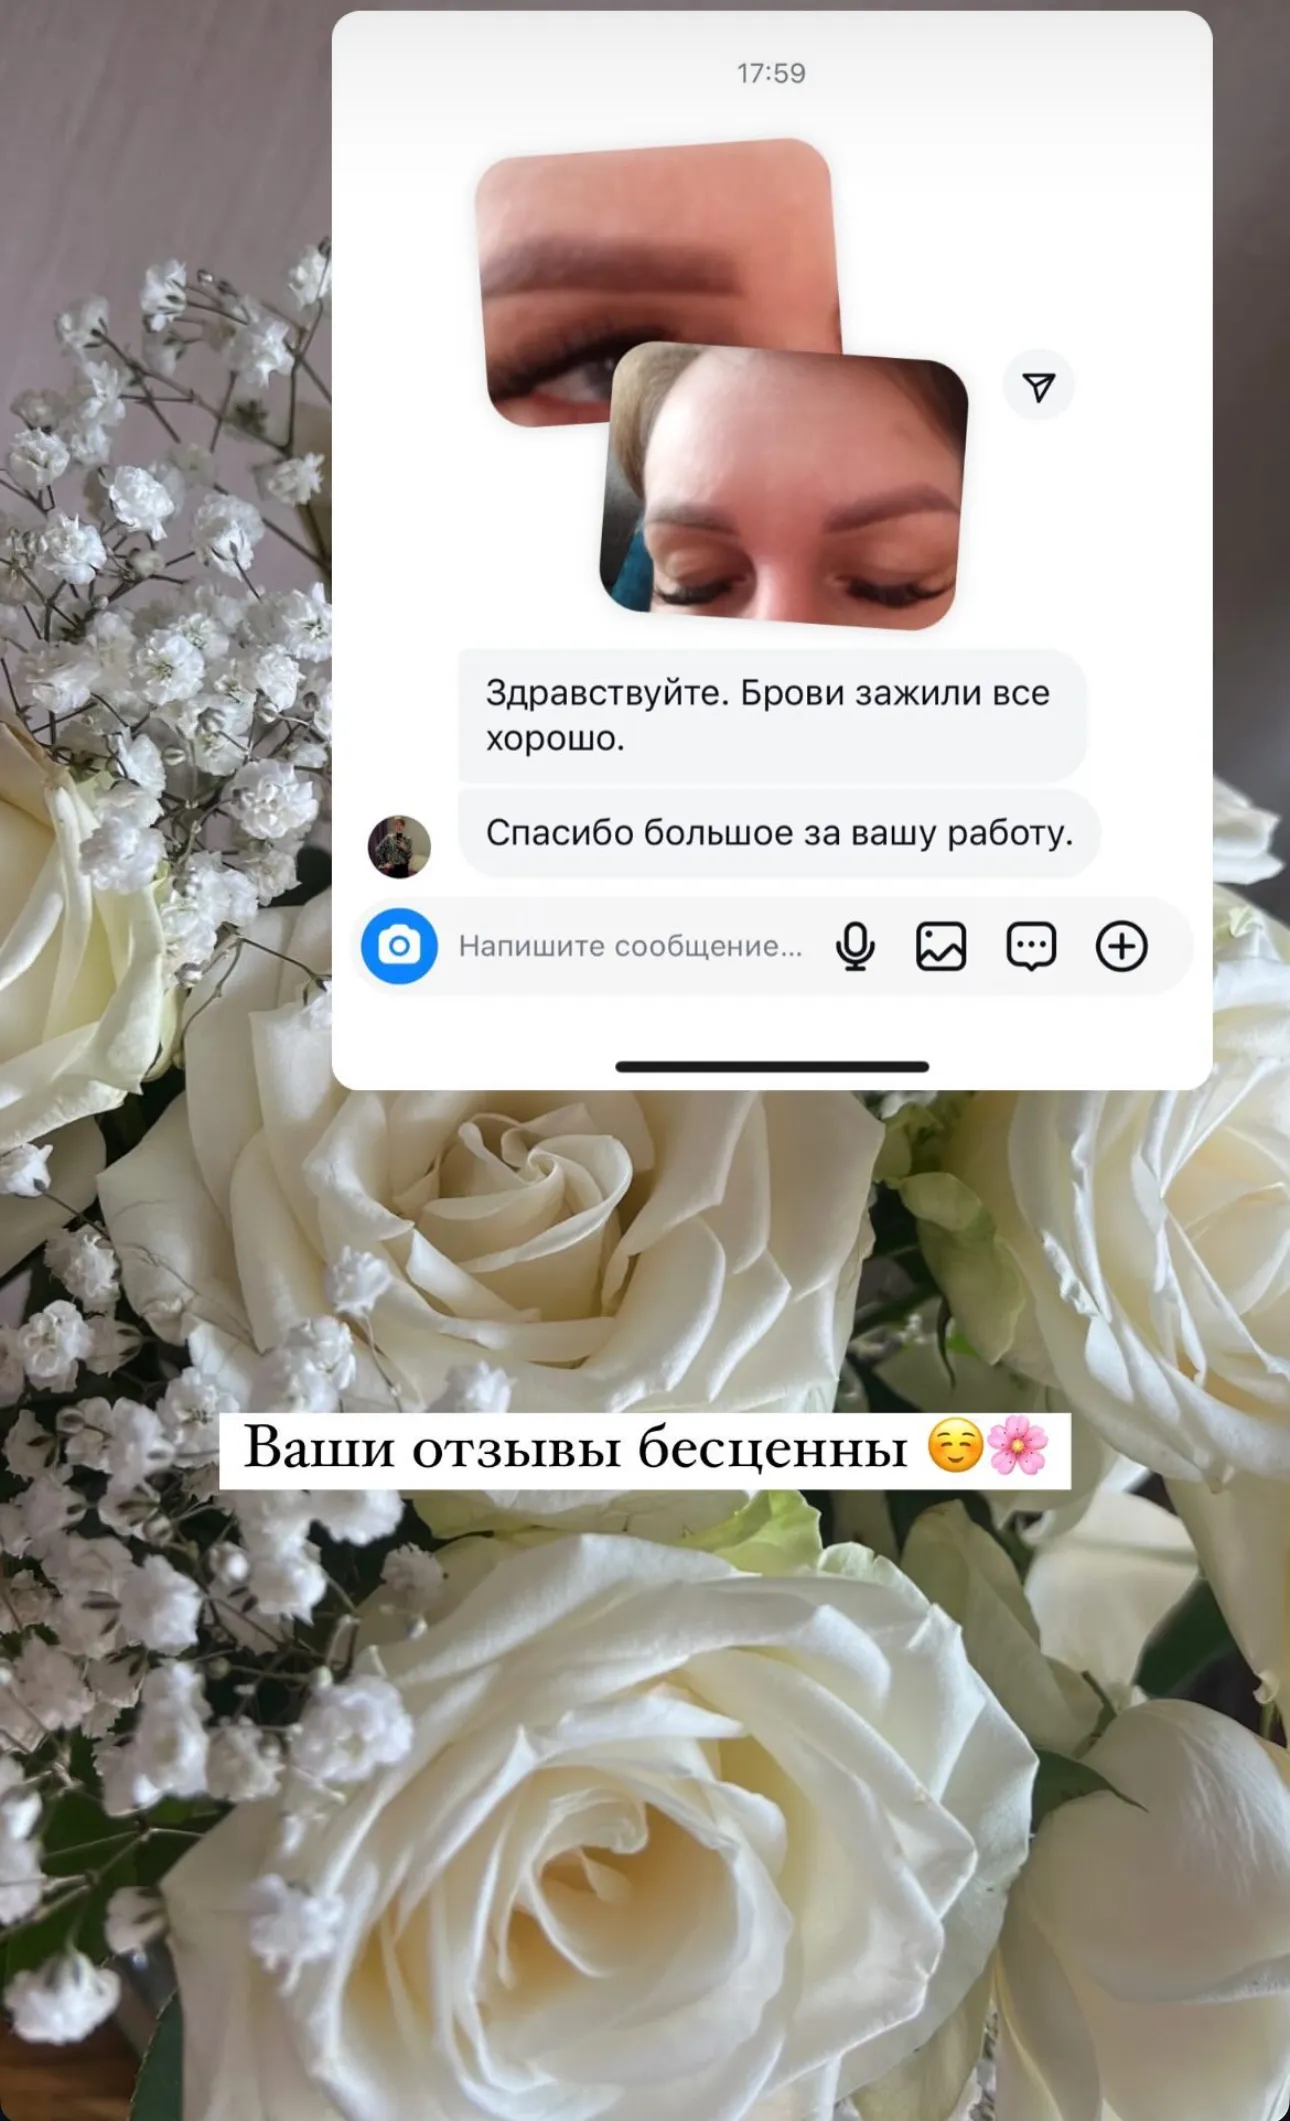 17:59
Здравствуйте. Брови зажили все
хорошо.
Спасибо большое за вашу работу.
Напишите сообщение...
Ваши отзывы бесценны ☺️🌸